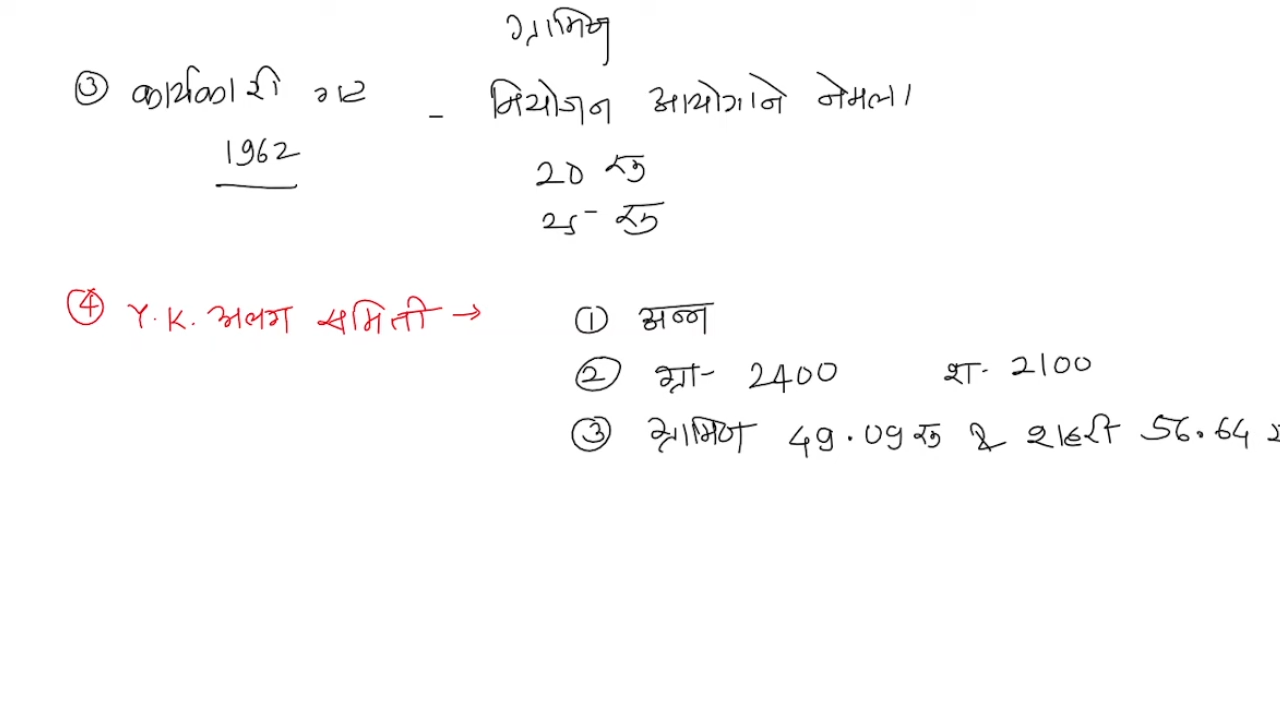 ग्रामिण
③ कार्यकारी गट - नियोजन आयोगाने नेमला
1962
20 रु
25 - रु
④ Y.K. अलग समिती → ① अन्न
② ग्रा- 2400 श- 2100
③ ग्रामिण 49.09 रु व शहरी 56.64